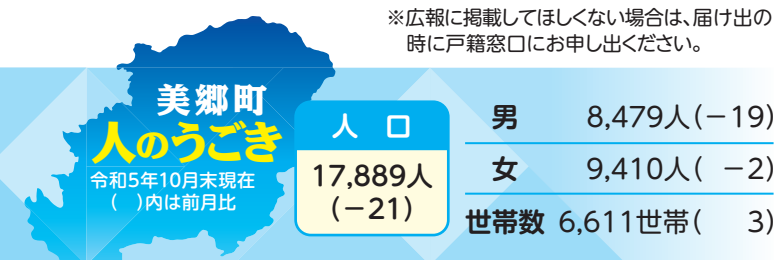 ※広報に掲載してほしくない場合は、届け出の
時に戸籍窓口にお申し出ください。
美郷町
人のうごき
令和5年10月末現在
(　)内は前月比
人　口
17,889人
(−21)
男　8,479人(−19)
女　9,410人(　−2)
世帯数 6,611世帯(　3)